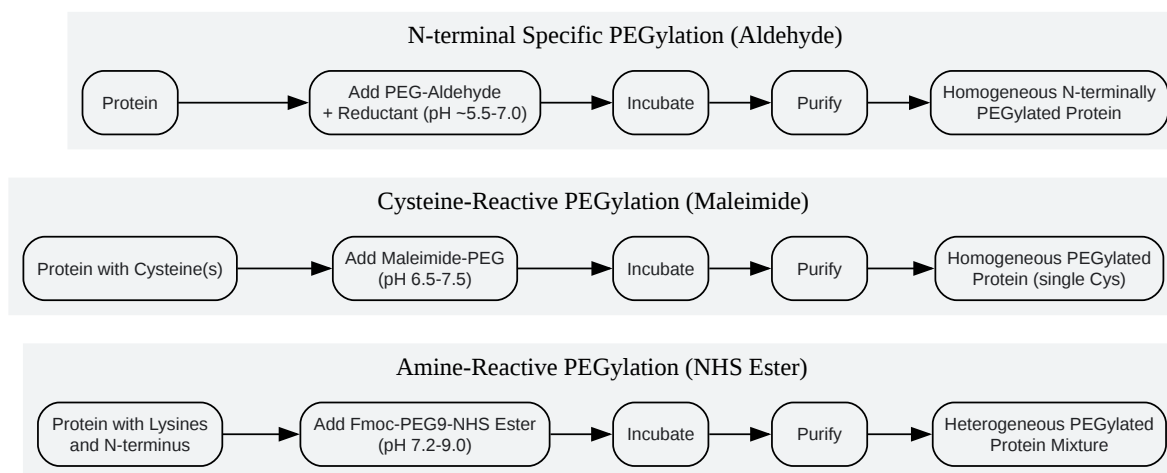 N-terminal Specific PEGylation (Aldehyde)
Protein
Add PEG-Aldehyde
+ Reductant (pH ~5.5-7.0)
Incubate
Purify
Homogeneous N-terminally
PEGylated Protein
Cysteine-Reactive PEGylation (Maleimide)
Protein with Cysteine(s)
Add Maleimide-PEG
(pH 6.5-7.5)
Incubate
Purify
Homogeneous PEGylated
Protein (single Cys)
Amine-Reactive PEGylation (NHS Ester)
Protein with Lysines
and N-terminus
Add Fmoc-PEG9-NHS Ester
(pH 7.2-9.0)
Incubate
Purify
Heterogeneous PEGylated
Protein Mixture